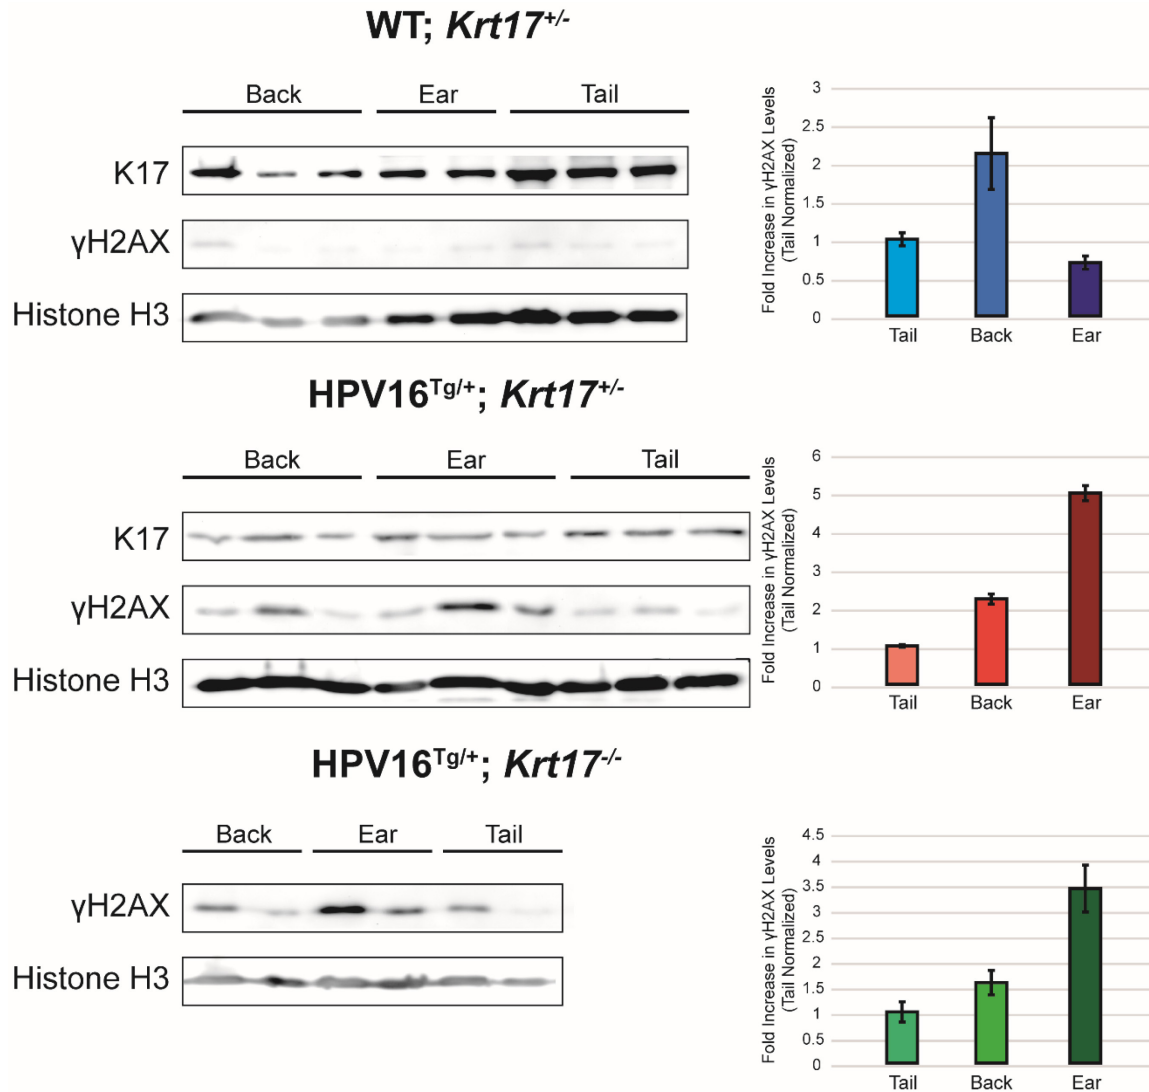 WT; Krt17+/-
Back Ear Tail
K17
γH2AX
Histone H3
Fold Increase in γH2AX Levels
(Tail Normalized)
3
2.5
2
1.5
1
0.5
0
Tail Back Ear
HPV16Tg/+; Krt17+/-
Back Ear Tail
K17
γH2AX
Histone H3
Fold Increase in γH2AX Levels
(Tail Normalized)
6
5
4
3
2
1
0
Tail Back Ear
HPV16Tg/+; Krt17-/-
Back Ear Tail
γH2AX
Histone H3
Fold Increase in γH2AX Levels
(Tail Normalized)
4.5
4
3.5
3
2.5
2
1.5
1
0.5
0
Tail Back Ear